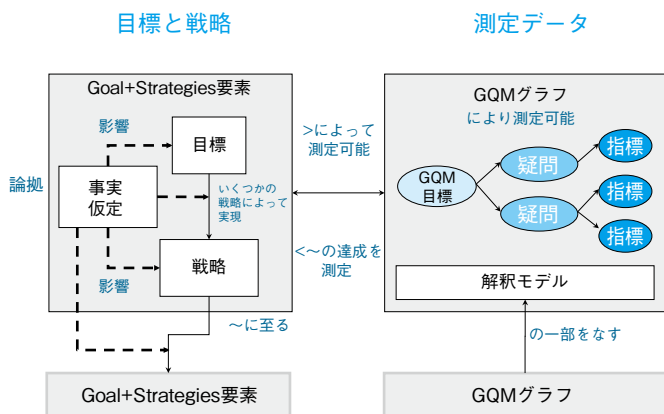 目標と戦略
測定データ
Goal+Strategies要素
影響
目標
論拠
事実
仮定
いくつかの
戦略によって
実現
戦略
影響
～に至る
Goal+Strategies要素
>によって
測定可能
<～の達成を
測定
GQMグラフ
により測定可能
GQM
目標
疑問
疑問
指標
指標
指標
解釈モデル
の一部をなす
GQMグラフ